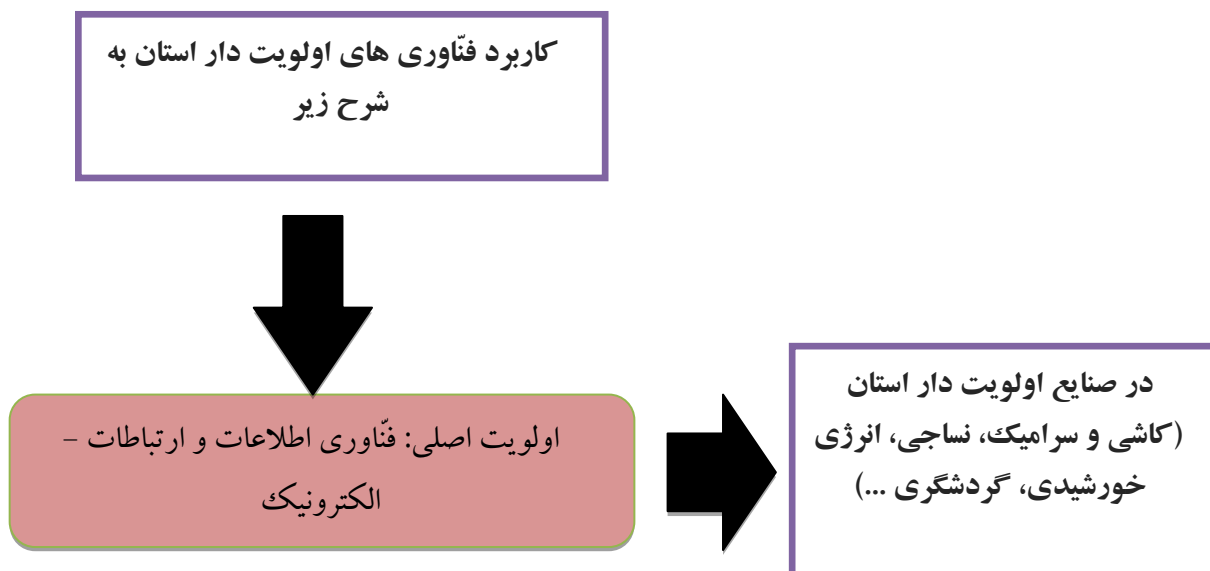 کاربرد فنّاوری های اولویت دار استان به
شرح زیر
اولویت اصلی: فنّاوری اطلاعات و ارتباطات –
الکترونیک
در صنایع اولویت دار استان
(کاشی و سرامیک، نساجی، انرژی
خورشیدی، گردشگری ...)